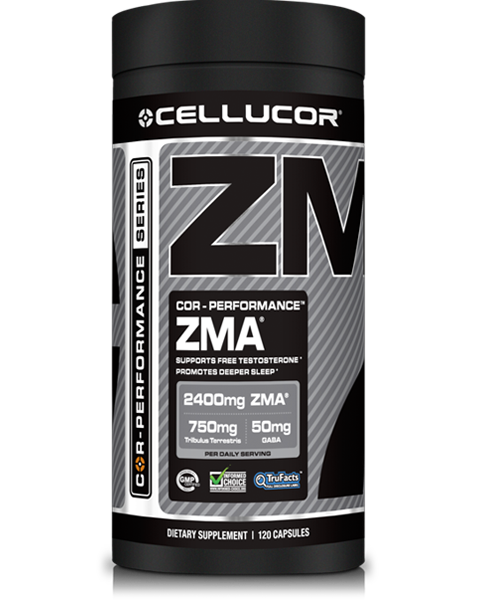 CELLUCOR®
COR-PERFORMANCE SERIES
ZM
COR-PERFORMANCE™
ZMA®
SUPPORTS FREE TESTOSTERONE*
PROMOTES DEEPER SLEEP*
2400mg ZMA®
750mg
Tribulus Terrestris
50mg
GABA
PER DAILY SERVING
GMP
INFORMED
CHOICE
TruFacts™
DIETARY SUPPLEMENT | 120 CAPSULES